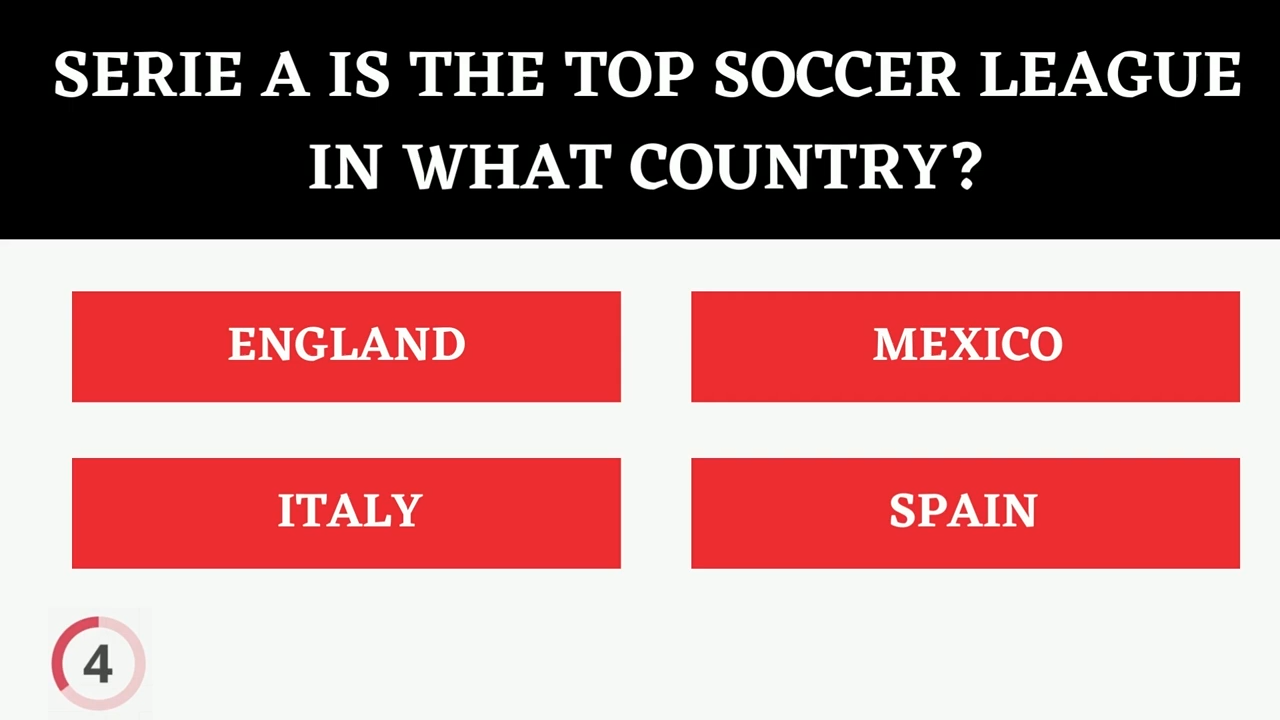 SERIE A IS THE TOP SOCCER LEAGUE
IN WHAT COUNTRY?
ENGLAND
MEXICO
ITALY
SPAIN
4